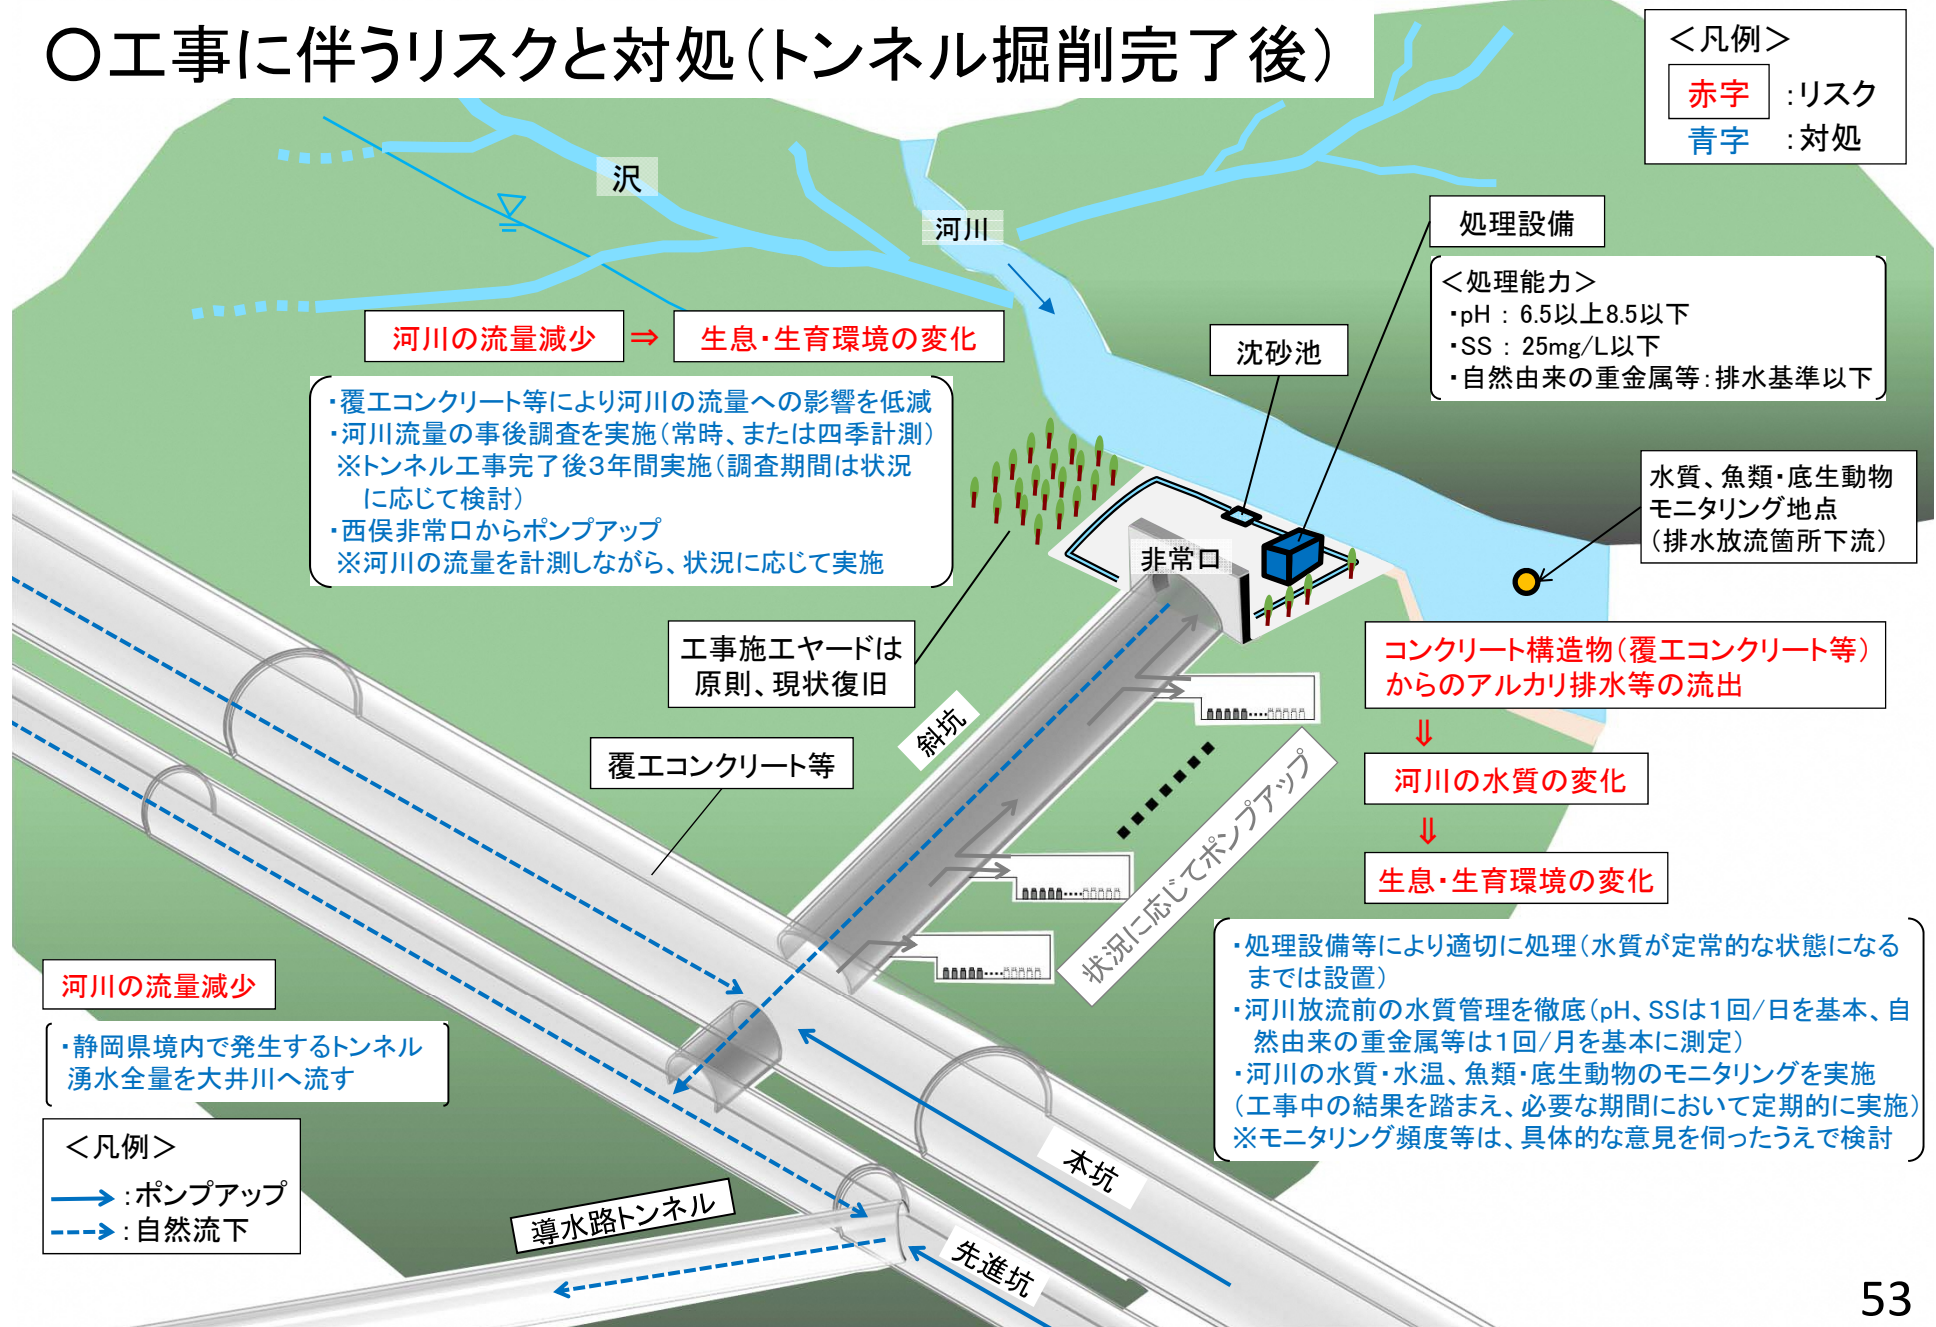 ○工事に伴うリスクと対処(トンネル掘削完了後)
＜凡例＞
赤字 :リスク
青字 :対処
沢
河川
処理設備
＜処理能力＞
・pH : 6.5以上8.5以下
・SS : 25mg/L以下
・自然由来の重金属等:排水基準以下
河川の流量減少 ⇒ 生息・生育環境の変化
沈砂池
・覆工コンクリート等により河川の流量への影響を低減
・河川流量の事後調査を実施(常時、または四季計測)
※トンネル工事完了後3年間実施(調査期間は状況
に応じて検討)
・西俣非常口からポンプアップ
※河川の流量を計測しながら、状況に応じて実施
水質、魚類・底生動物
モニタリング地点
(排水放流箇所下流)
非常口
工事施工ヤードは
原則、現状復旧
コンクリート構造物(覆工コンクリート等)
からのアルカリ排水等の流出
⇓
河川の水質の変化
⇓
生息・生育環境の変化
斜坑
覆工コンクリート等
状況に応じてポンプアップ
・処理設備等により適切に処理(水質が定常的な状態になる
までは設置)
・河川放流前の水質管理を徹底(pH、SSは1回/日を基本、自
然由来の重金属等は1回/月を基本に測定)
・河川の水質・水温、魚類・底生動物のモニタリングを実施
(工事中の結果を踏まえ、必要な期間において定期的に実施)
※モニタリング頻度等は、具体的な意見を伺ったうえで検討
河川の流量減少
・静岡県境内で発生するトンネル
湧水全量を大井川へ流す
＜凡例＞
:ポンプアップ
:自然流下
本坑
導水路トンネル
先進坑
53